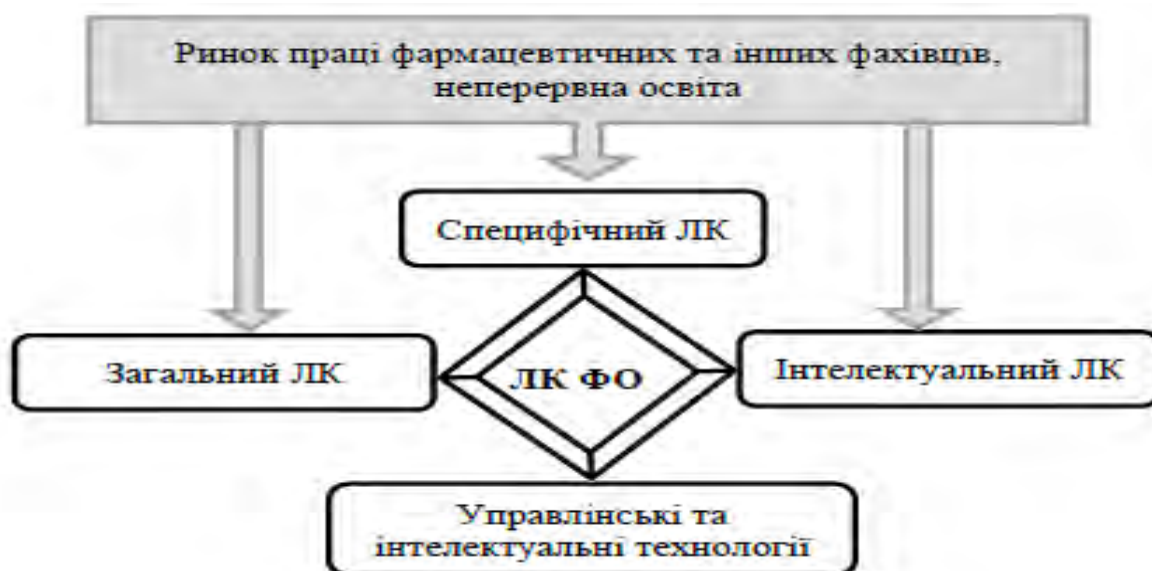 Ринок праці фармацевтичних та інших фахівців,
неперервна освіта
Специфічний ЛК
Загальний ЛК
ЛК ФО
Інтелектуальний ЛК
Управлінські та
інтелектуальні технології